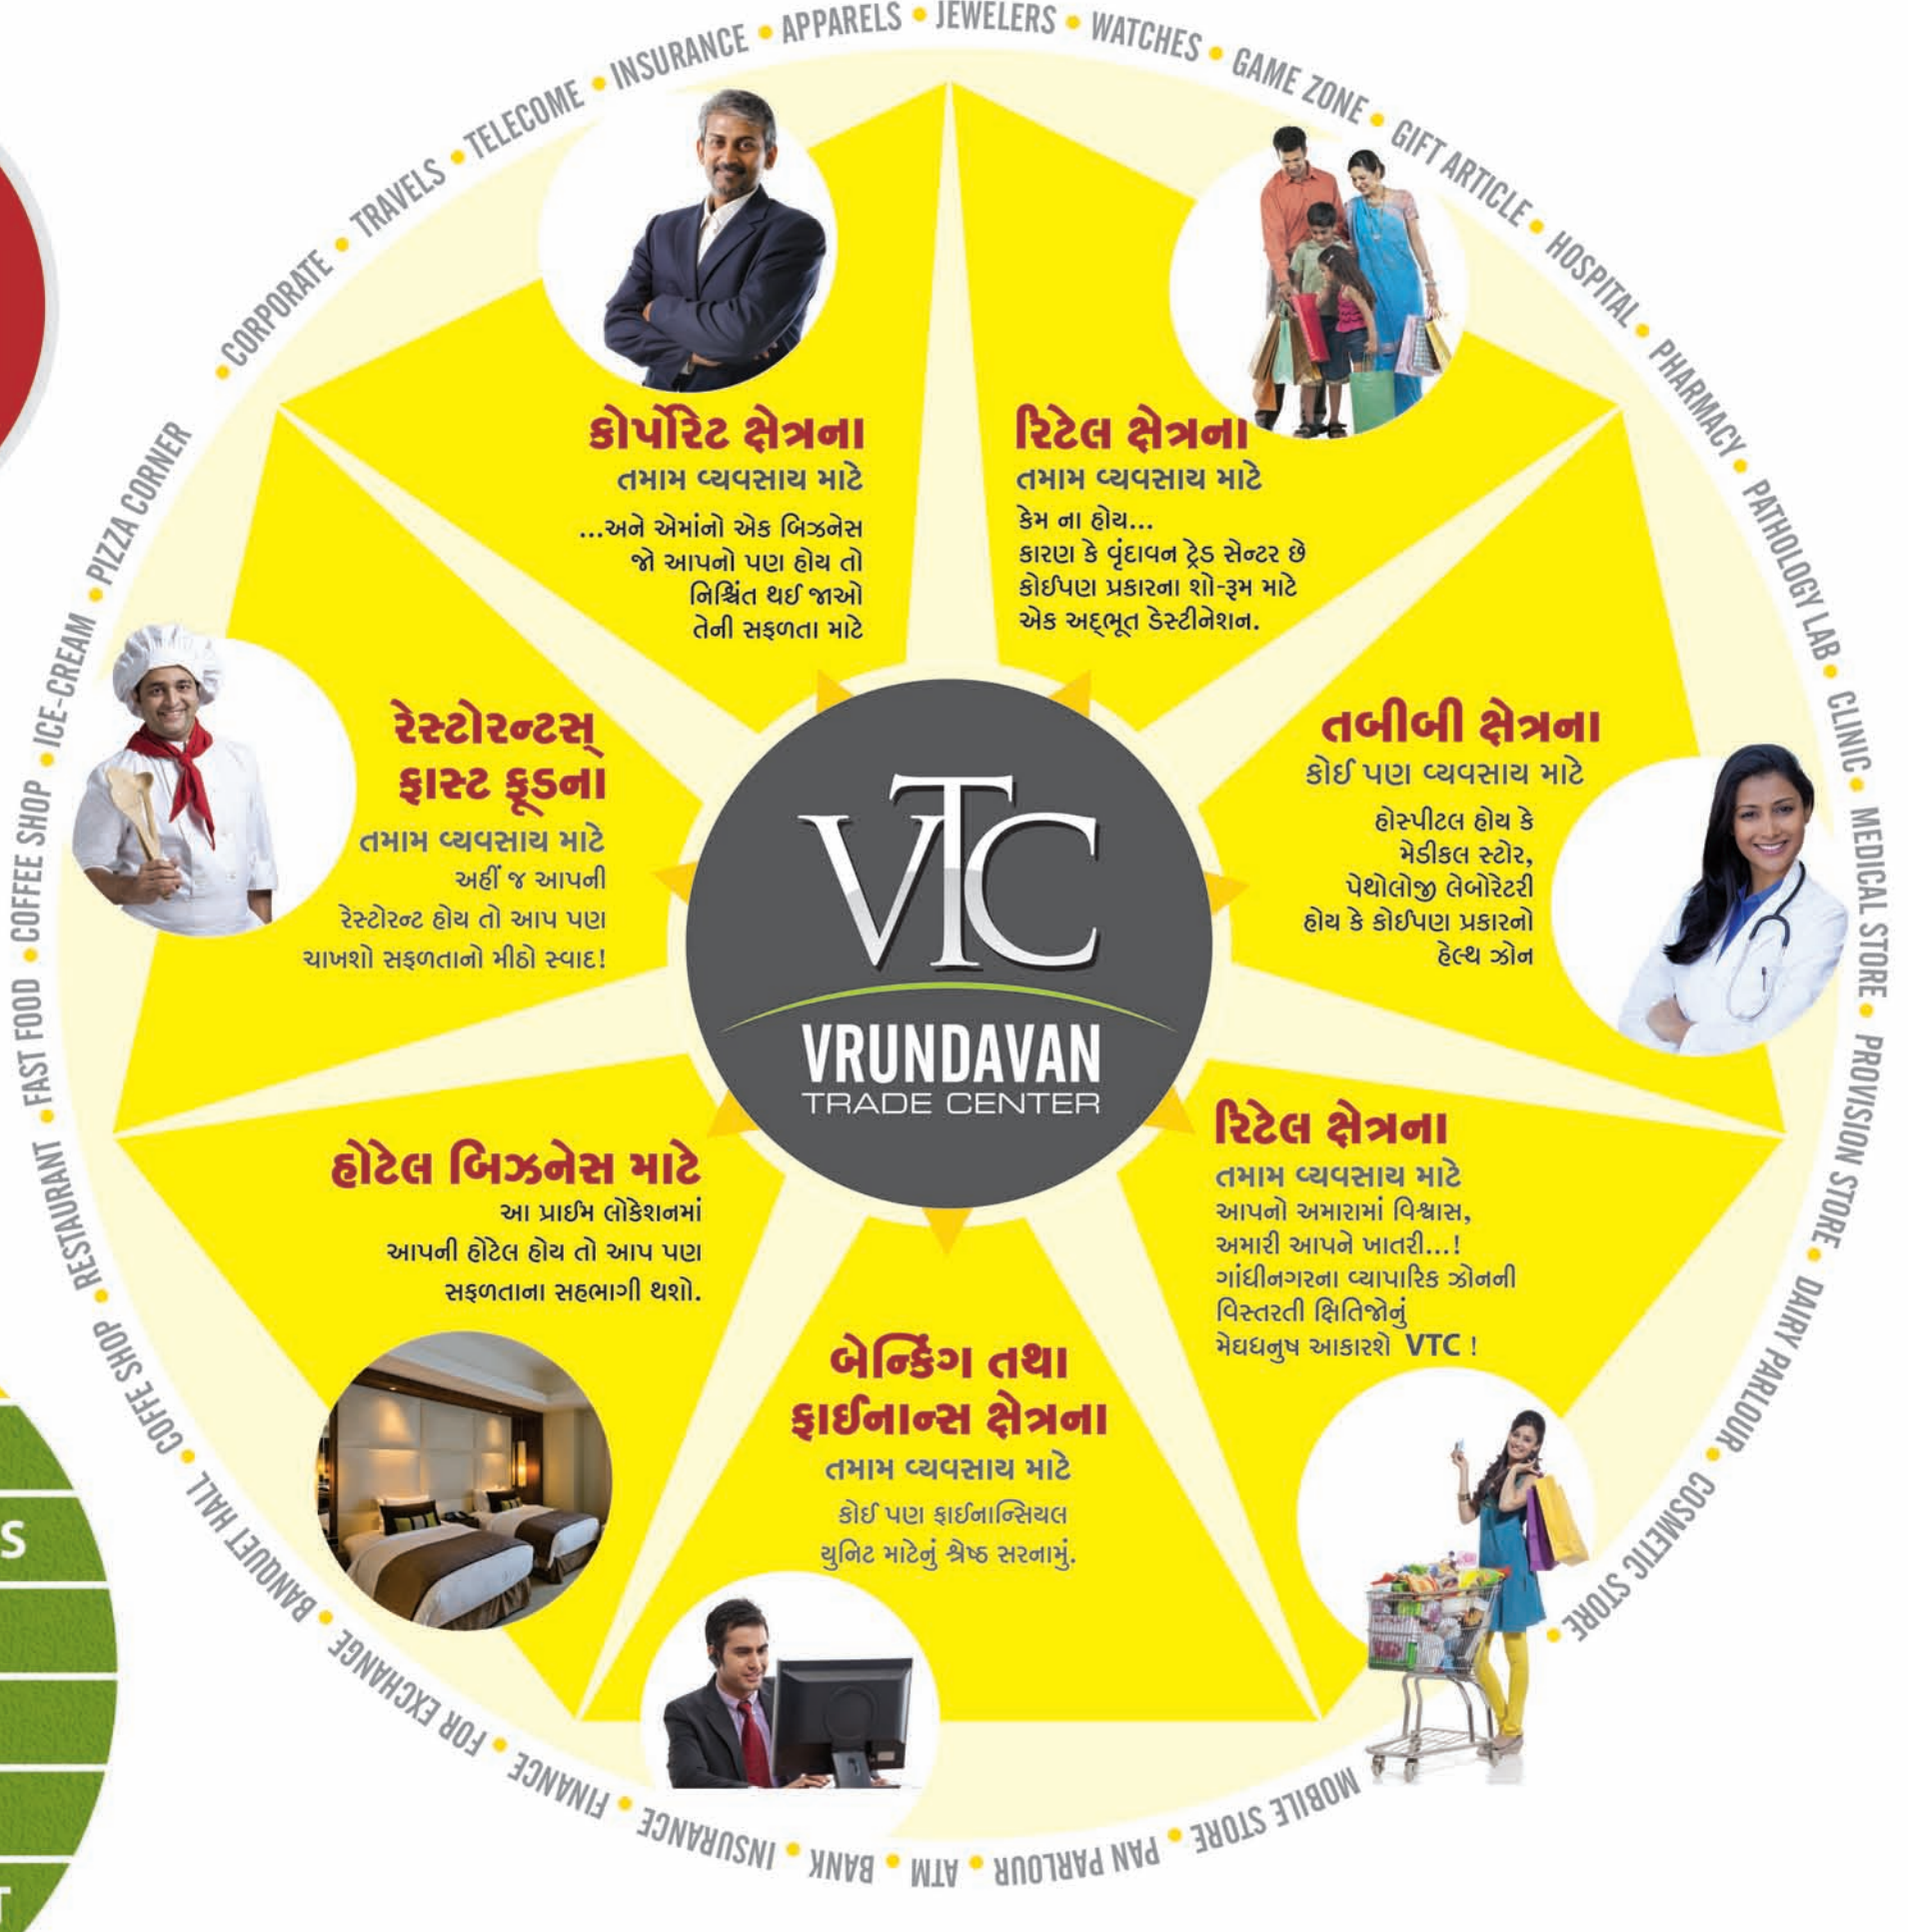 • CORPORATE • TRAVELS • TELECOME • INSURANCE • APPARELS • JEWELERS • WATCHES • GAME ZONE • GIFT ARTICLE • HOSPITAL • PHARMACY • PATHOLOGY LAB • CLINIC • MEDICAL STORE • PROVISION STORE • DAIRY PARLOUR • COSMETIC STORE •
MOBILE STORE • PAN PARLOUR • ATM • BANK • INSURANCE • FINANCE • FOR EXCHANGE • BANQUET HALL • COFFE SHOP • RESTAURANT • FAST FOOD • COFFEE SHOP • ICE-CREAM • PIZZA CORNER
કોર્પોરેટ ક્ષેત્રના
તમામ વ્યવસાય માટે
...અને એમાંનો એક બિઝનેસ
જો આપનો પણ હોય તો
નિશ્ચિંત થઈ જાઓ
તેની સફળતા માટે
રિટેલ ક્ષેત્રના
તમામ વ્યવસાય માટે
કેમ ના હોય...
કારણ કે વૃંદાવન ટ્રેડ સેન્ટર છે
કોઈપણ પ્રકારના શો-રૂમ માટે
એક અદ્ભૂત ડેસ્ટીનેશન.
રેસ્ટોરન્ટસ્
ફાસ્ટ ફૂડના
તમામ વ્યવસાય માટે
અહીં જ આપની
રેસ્ટોરન્ટ હોય તો આપ પણ
ચાખશો સફળતાનો મીઠો સ્વાદ!
તબીબી ક્ષેત્રના
કોઈ પણ વ્યવસાય માટે
હોસ્પીટલ હોય કે
મેડીકલ સ્ટોર,
પેથોલોજી લેબોરેટરી
હોય કે કોઈપણ પ્રકારનો
હેલ્થ ઝોન
VTC
VRUNDAVAN
TRADE CENTER
હોટેલ બિઝનેસ માટે
આ પ્રાઈમ લોકેશનમાં
આપની હોટેલ હોય તો આપ પણ
સફળતાના સહભાગી થશો.
રિટેલ ક્ષેત્રના
તમામ વ્યવસાય માટે
આપનો અમારામાં વિશ્વાસ,
અમારી આપને ખાતરી...!
ગાંધીનગરના વ્યાપારિક ઝોનની
વિસ્તરતી ક્ષિતિજોનું
મેઘધનુષ આકારશે VTC !
બેન્કિંગ તથા
ફાઈનાન્સ ક્ષેત્રના
તમામ વ્યવસાય માટે
કોઈ પણ ફાઈનાન્સિયલ
યુનિટ માટેનું શ્રેષ્ઠ સરનામું.
S
T